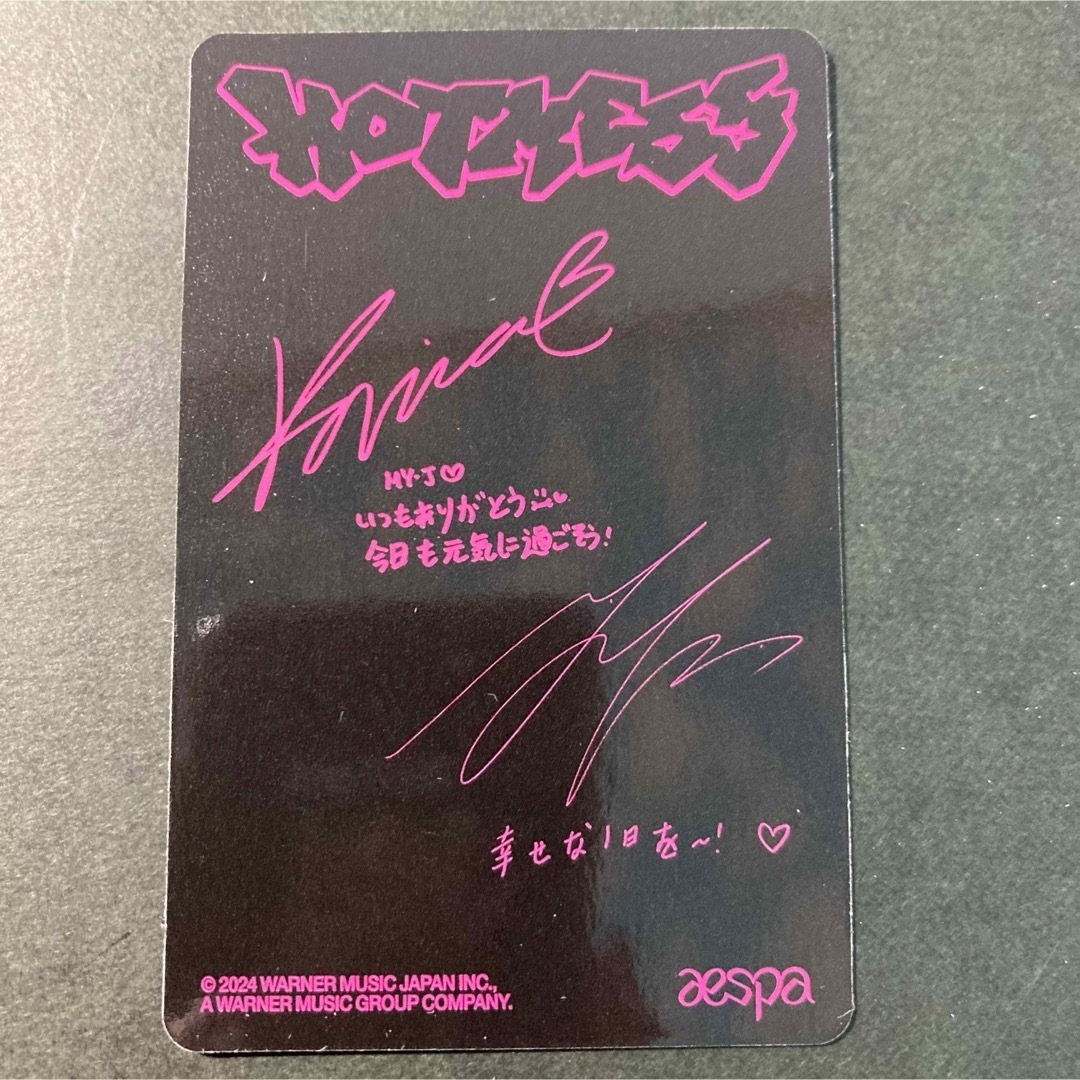 HOT MESS
Karina
MY-J♡
いつもありがとう
今日も元気に過ごそう!
幸せな1日を〜! ♡
© 2024 WARNER MUSIC JAPAN INC.,
A WARNER MUSIC GROUP COMPANY.
aespa